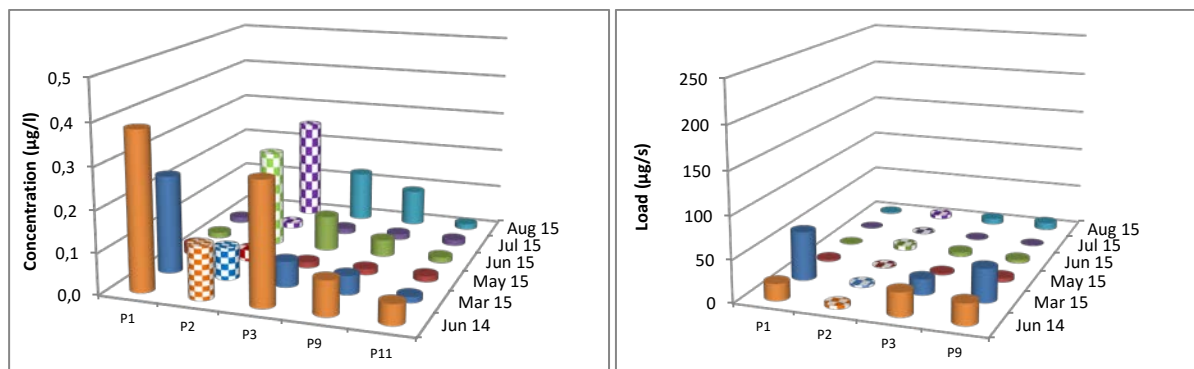 Concentration (µg/l)
0,5
0,4
0,3
0,2
0,1
0,0
P1
P2
P3
P9
P11
Jun 14
Mar 15
May 15
Jun 15
Jul 15
Aug 15
Load (µg/s)
250
200
150
100
50
0
P1
P2
P3
P9
Jun 14
Mar 15
May 15
Jun 15
Jul 15
Aug 15